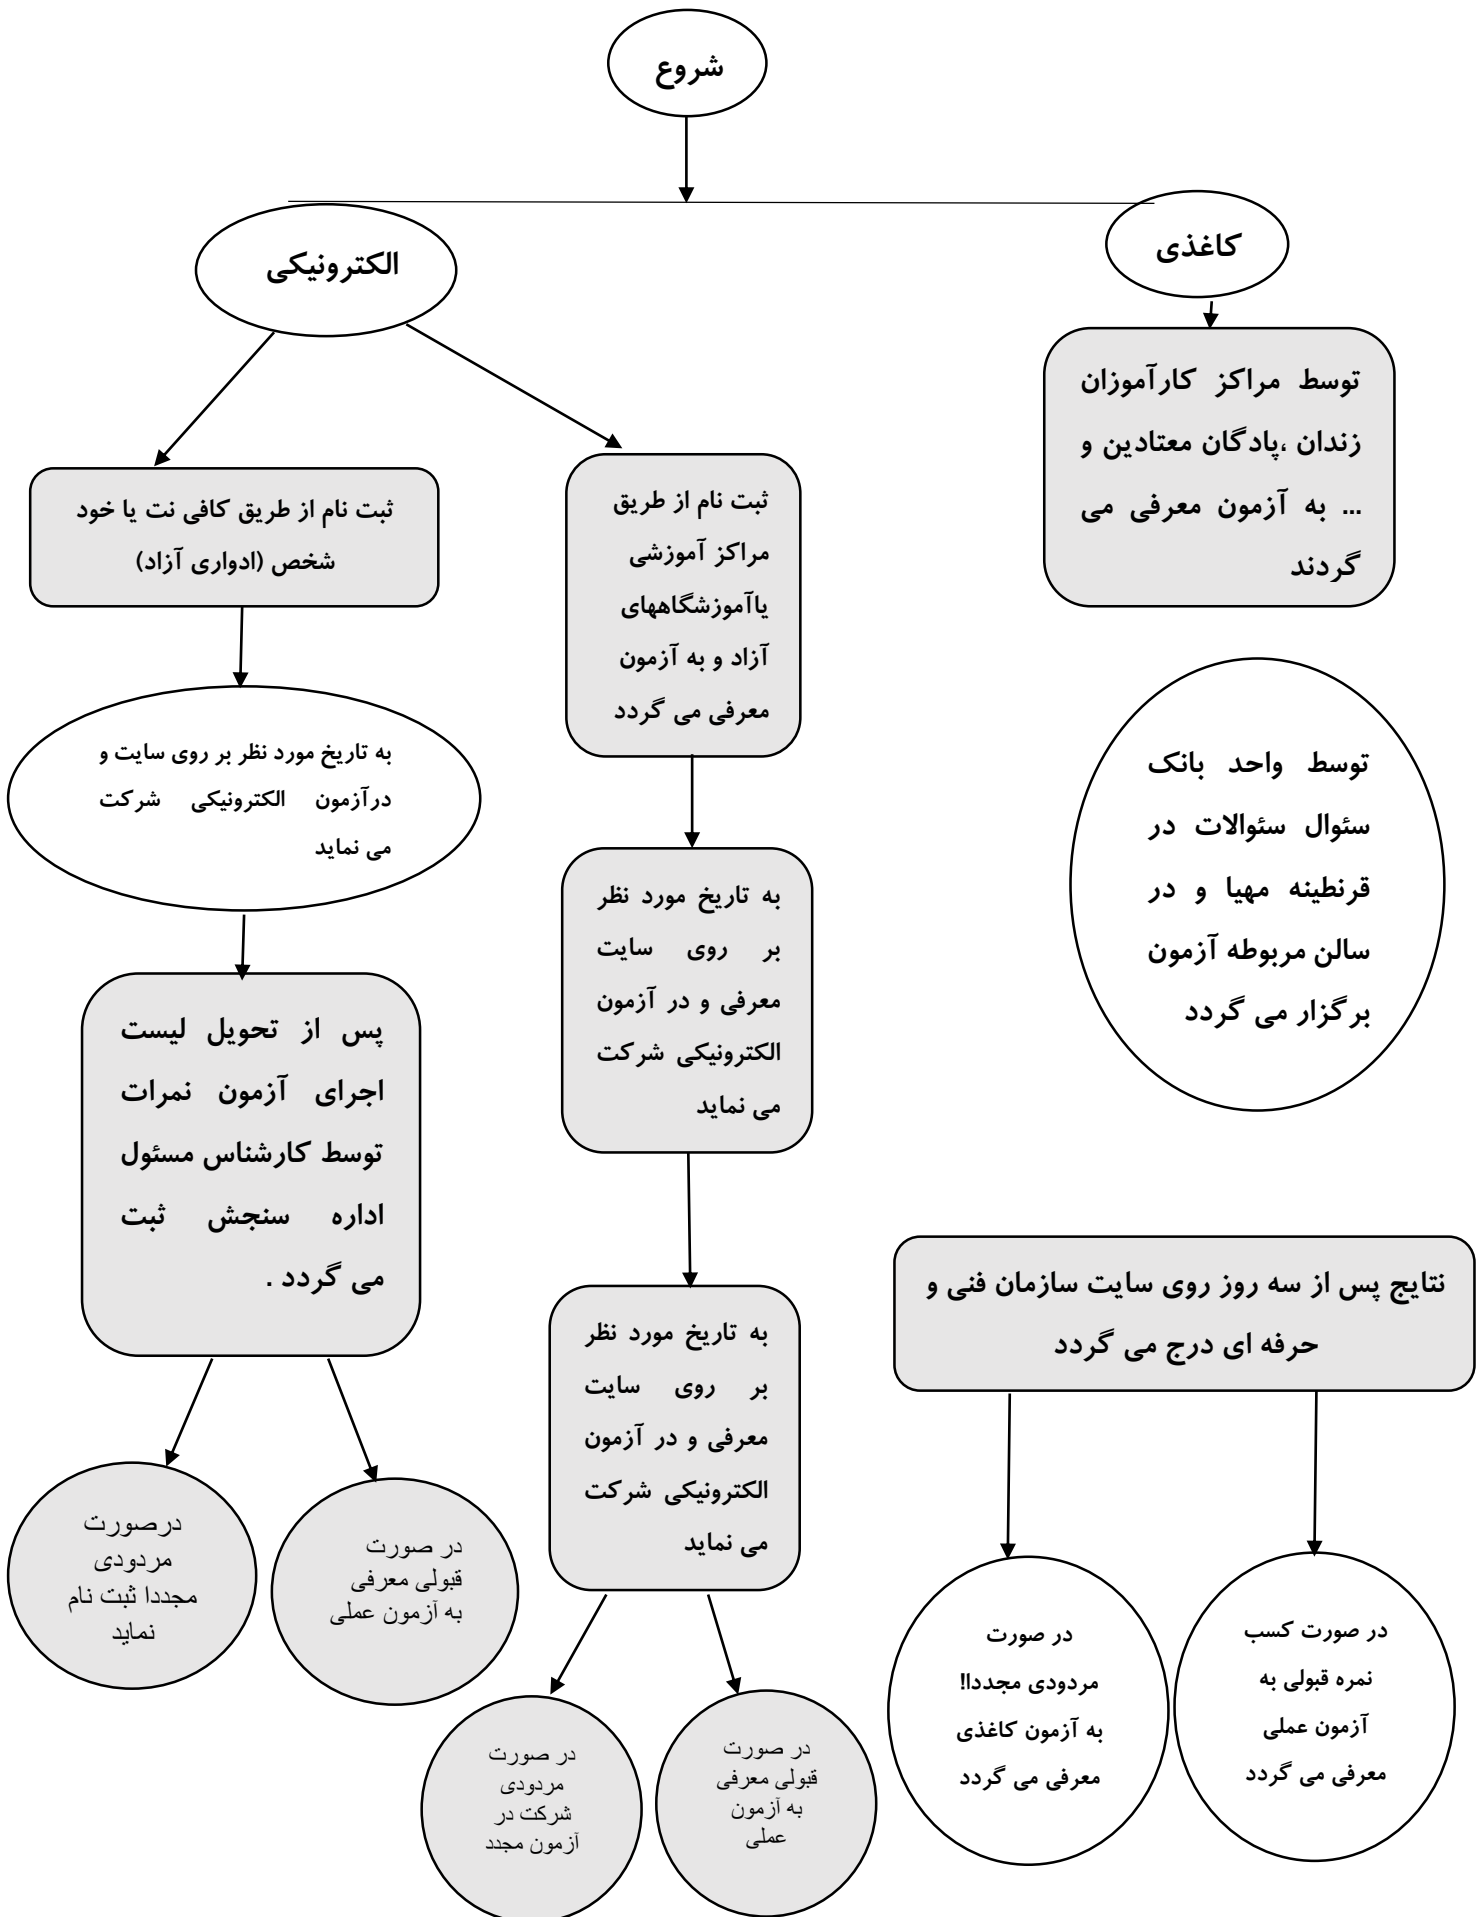 شروع
کاغذی
الکترونیکی
توسط مراکز کارآموزان
زندان ،پادگان معتادین و
... به آزمون معرفی می
گردند
توسط واحد بانک
سئوال سئوالات در
قرنطینه مهیا و در
سالن مربوطه آزمون
برگزار می گردد
نتایج پس از سه روز روی سایت سازمان فنی و
حرفه ای درج می گردد
در صورت کسب
نمره قبولی به
آزمون عملی
معرفی می گردد
در صورت
مردودی مجددا!
به آزمون کاغذی
معرفی می گردد
ثبت نام از طریق
مراکز آموزشی
یاآموزشگاههای
آزاد و به آزمون
معرفی می گردد
به تاریخ مورد نظر
بر روی سایت
معرفی و در آزمون
الکترونیکی شرکت
می نماید
به تاریخ مورد نظر
بر روی سایت
معرفی و در آزمون
الکترونیکی شرکت
می نماید
در صورت
قبولی معرفی
به آزمون
عملی
در صورت
مردودی
شرکت در
آزمون مجدد
ثبت نام از طریق کافی نت یا خود
شخص (ادواری آزاد)
به تاریخ مورد نظر بر روی سایت و
درآزمون الکترونیکی شرکت
می نماید
پس از تحویل لیست
اجرای آزمون نمرات
توسط کارشناس مسئول
اداره سنجش ثبت
می گردد .
در صورت
قبولی معرفی
به آزمون عملی
درصورت
مردودی
مجددا ثبت نام
نماید